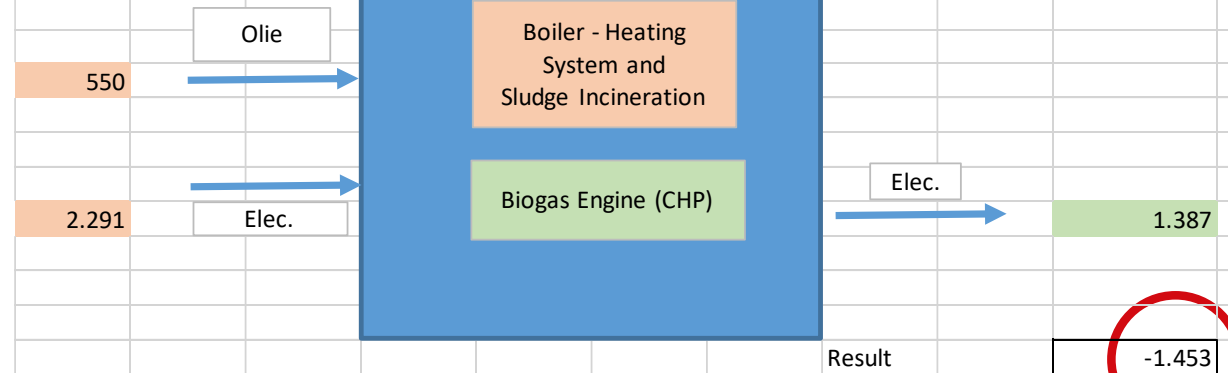 Olie
550
Boiler - Heating
System and
Sludge Incineration
2.291
Elec.
Biogas Engine (CHP)
Elec.
1.387
Result
-1.453